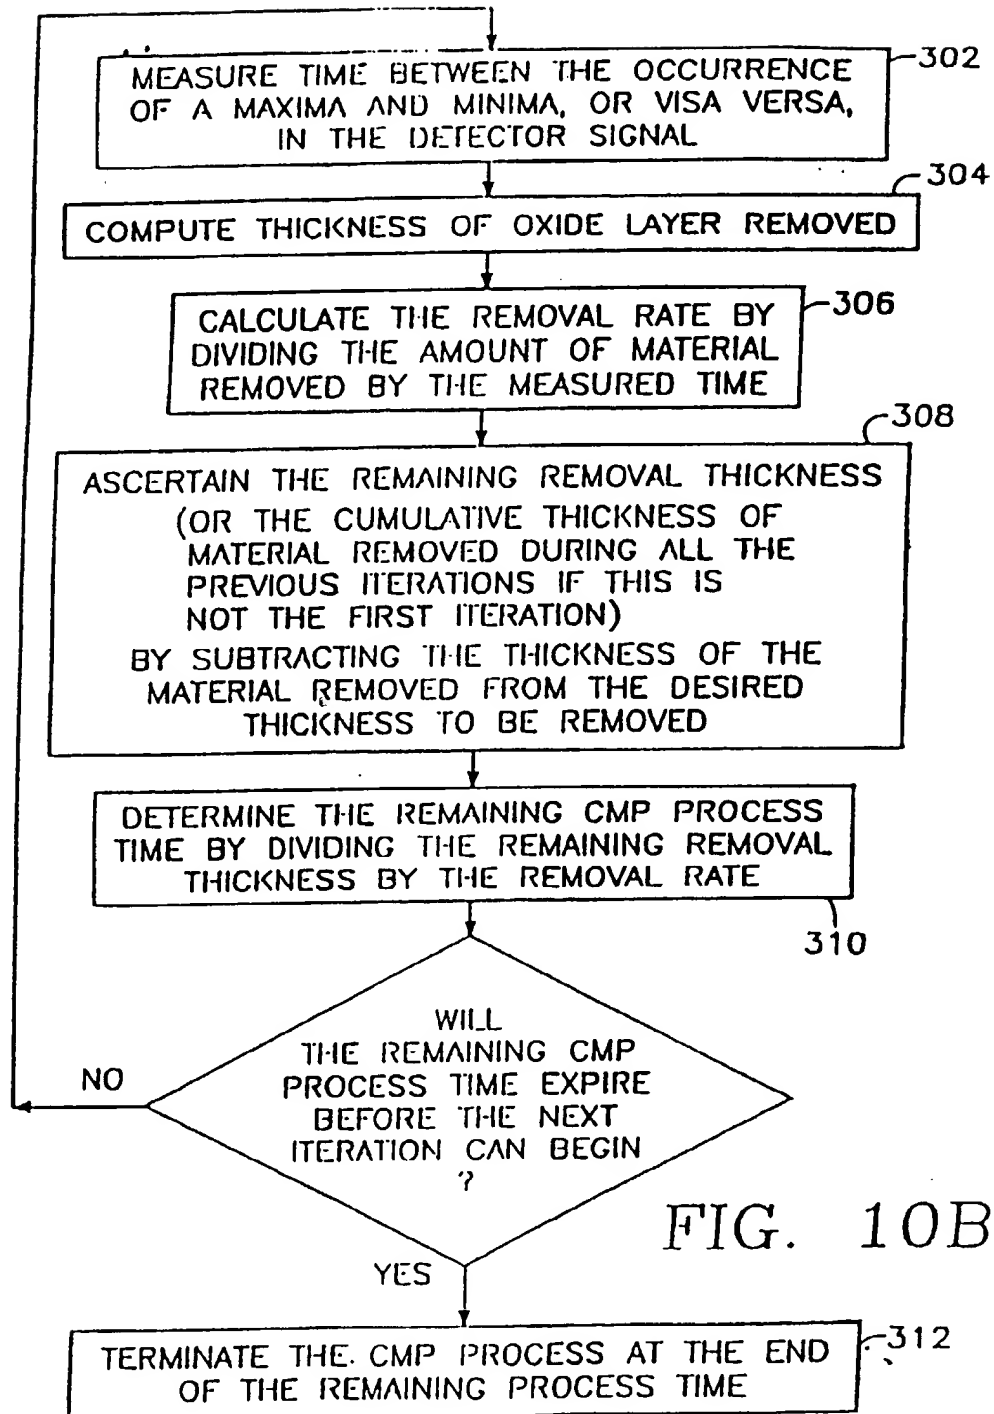 MEASURE TIME BETWEEN THE OCCURRENCE
OF A MAXIMA AND MINIMA, OR VISA VERSA,
IN THE DETECTOR SIGNAL
302
304
COMPUTE THICKNESS OF OXIDE LAYER REMOVED
306
CALCULATE THE REMOVAL RATE BY
DIVIDING THE AMOUNT OF MATERIAL
REMOVED BY THE MEASURED TIME
308
ASCERTAIN THE REMAINING REMOVAL THICKNESS
(OR THE CUMULATIVE THICKNESS OF
MATERIAL REMOVED DURING ALL THE
PREVIOUS ITERATIONS IF THIS IS
NOT THE FIRST ITERATION)
BY SUBTRACTING THE THICKNESS OF THE
MATERIAL REMOVED FROM THE DESIRED
THICKNESS TO BE REMOVED
DETERMINE THE REMAINING CMP PROCESS
TIME BY DIVIDING THE REMAINING REMOVAL
THICKNESS BY THE REMOVAL RATE
310
WILL
THE REMAINING CMP
PROCESS TIME EXPIRE
BEFORE THE NEXT
ITERATION CAN BEGIN
?
NO
YES
FIG. 10B
312
TERMINATE THE CMP PROCESS AT THE END
OF THE REMAINING PROCESS TIME